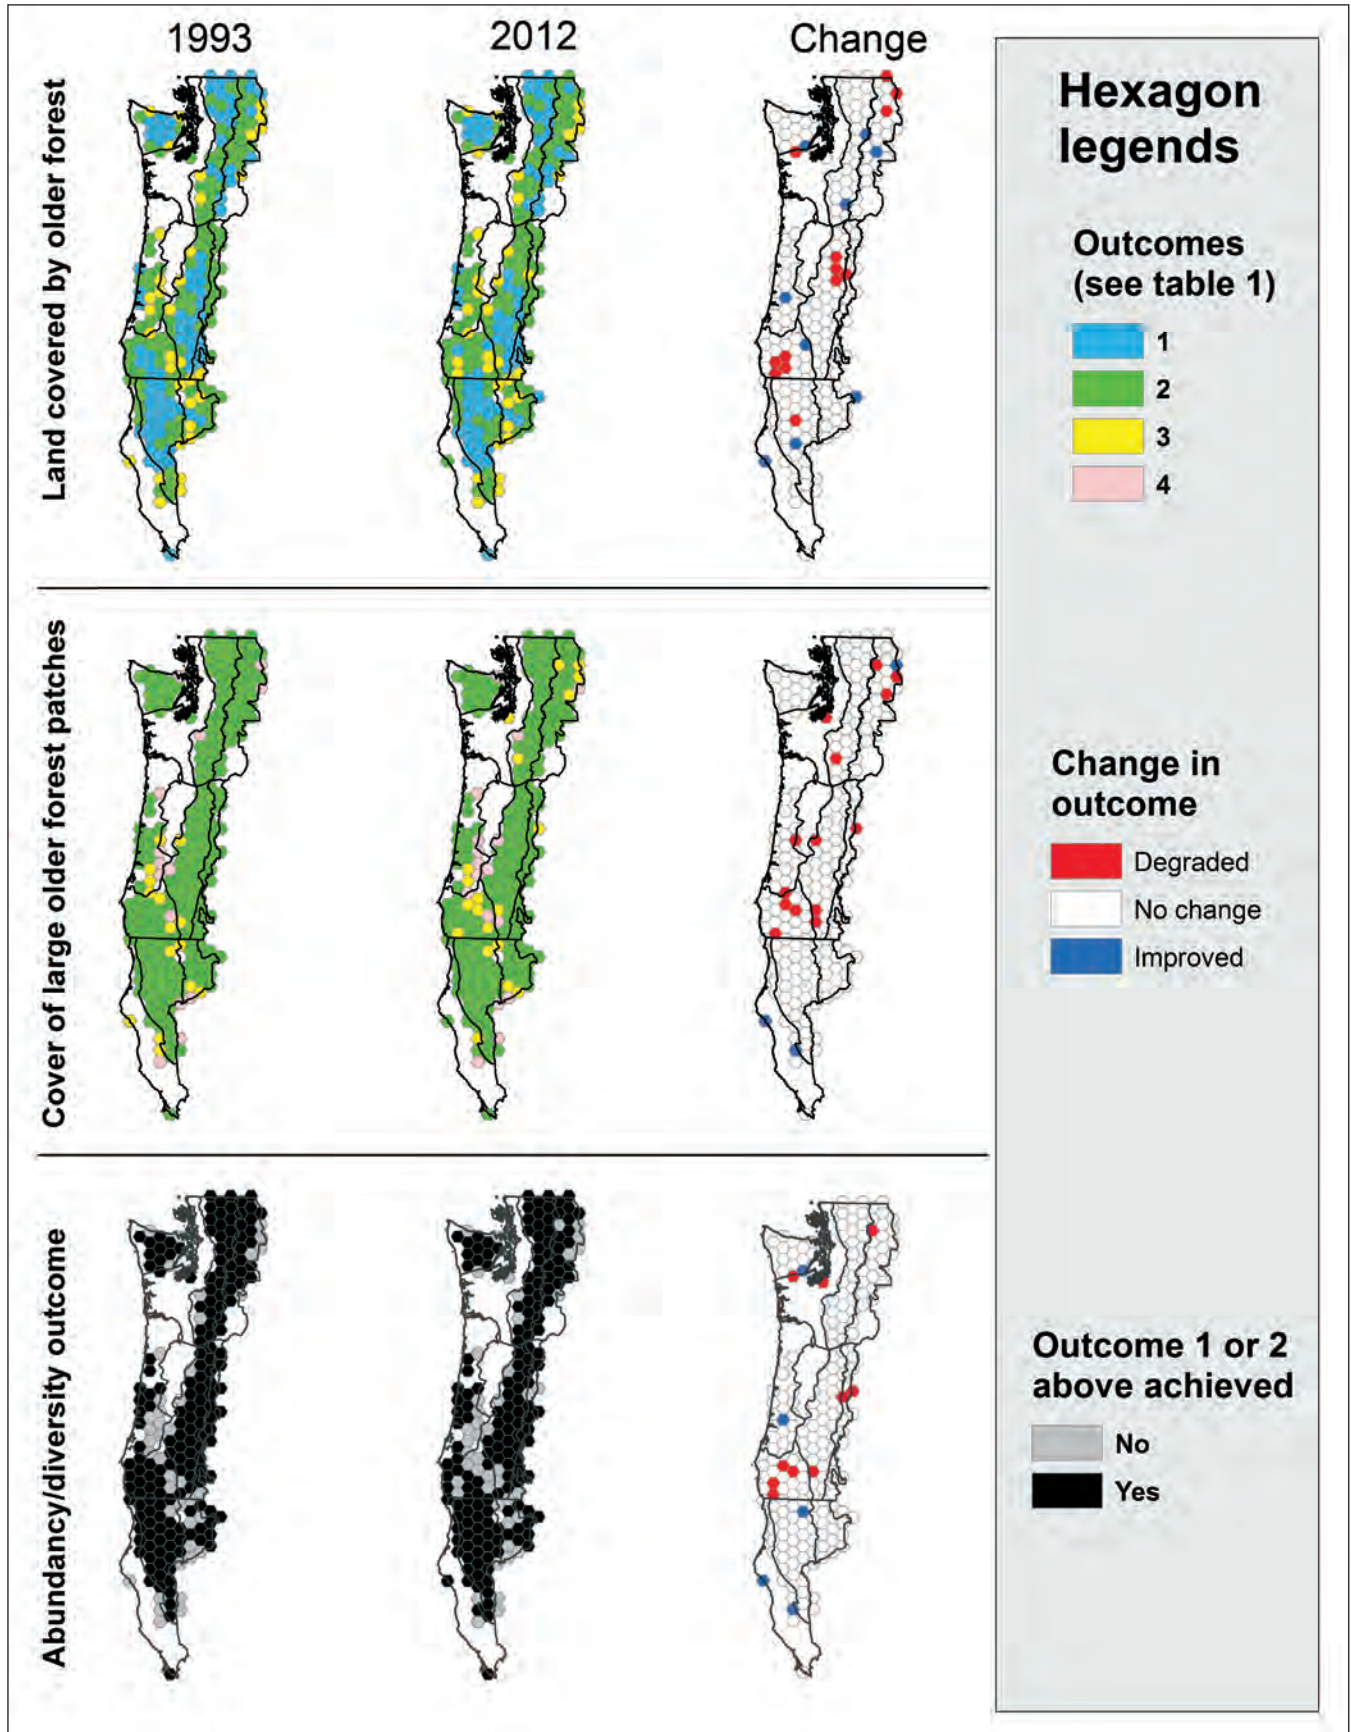 1993
2012
Change
Land covered by older forest
Cover of large older forest patches
Abundancy/diversity outcome
Hexagon
legends
Outcomes
(see table 1)
1
2
3
4
Change in
outcome
Degraded
No change
Improved
Outcome 1 or 2
above achieved
No
Yes